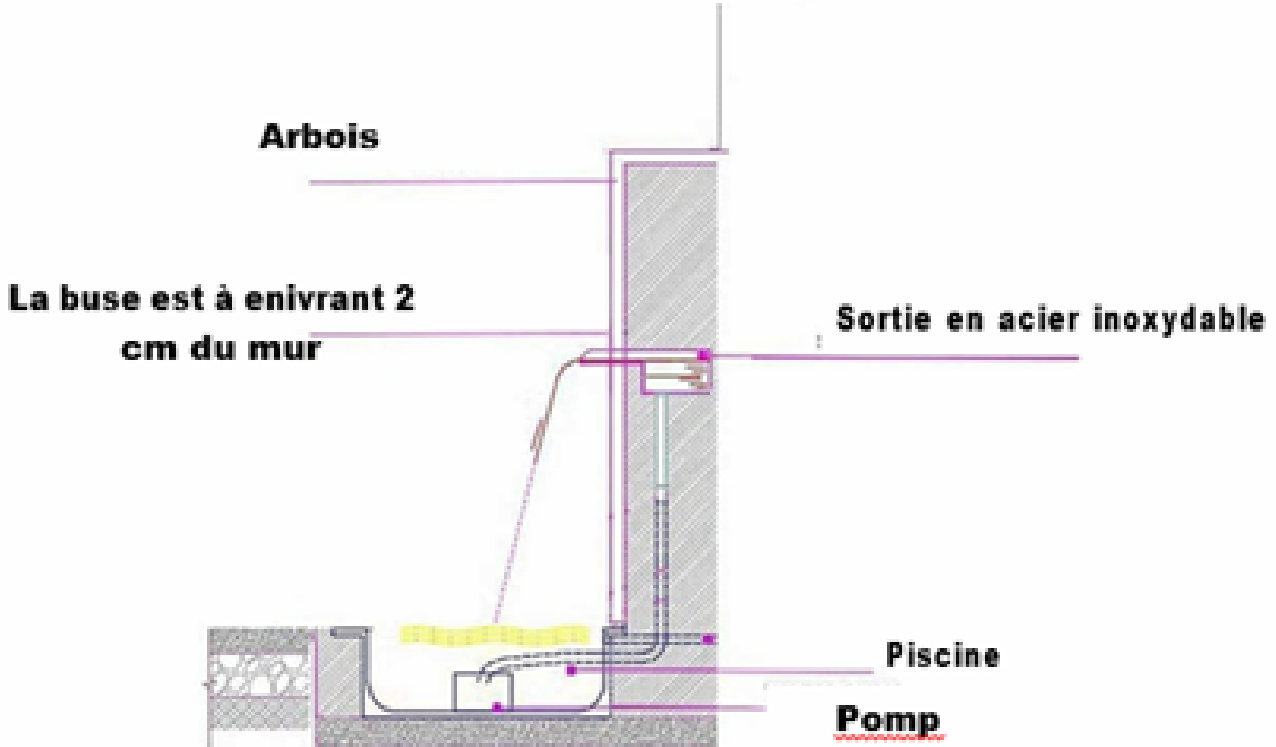 Arbois
La buse est à enivrant 2
cm du mur
Sortie en acier inoxydable
Piscine
Pomp